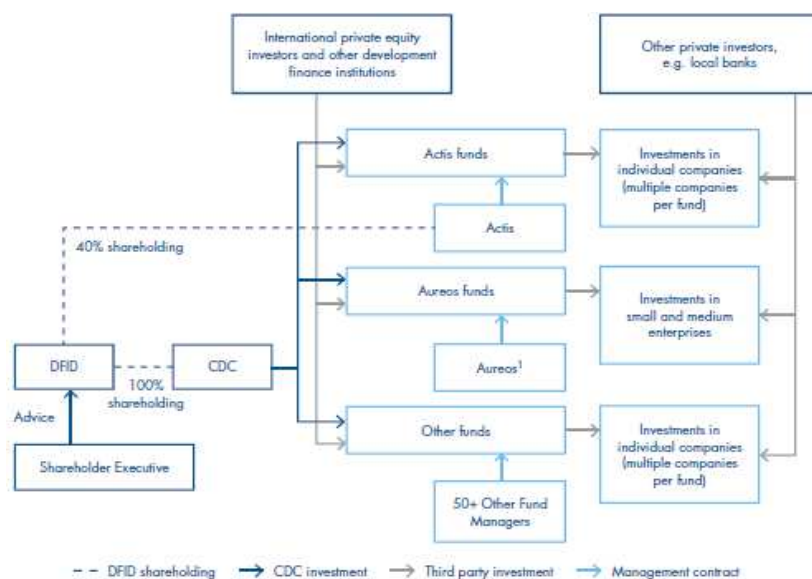 International private equity
investors and other development
finance institutions
Other private investors,
e.g. local banks
Actis funds
Investments in
individual companies
(multiple companies
per fund)
Actis
40% shareholding
Aureos funds
Investments in
small and medium
enterprises
DFID
CDC
100%
shareholding
Aureos1
Advice
Other funds
Investments in
individual companies
(multiple companies
per fund)
Shareholder Executive
50+ Other Fund
Managers
DFID shareholding
CDC investment
Third party investment
Management contract